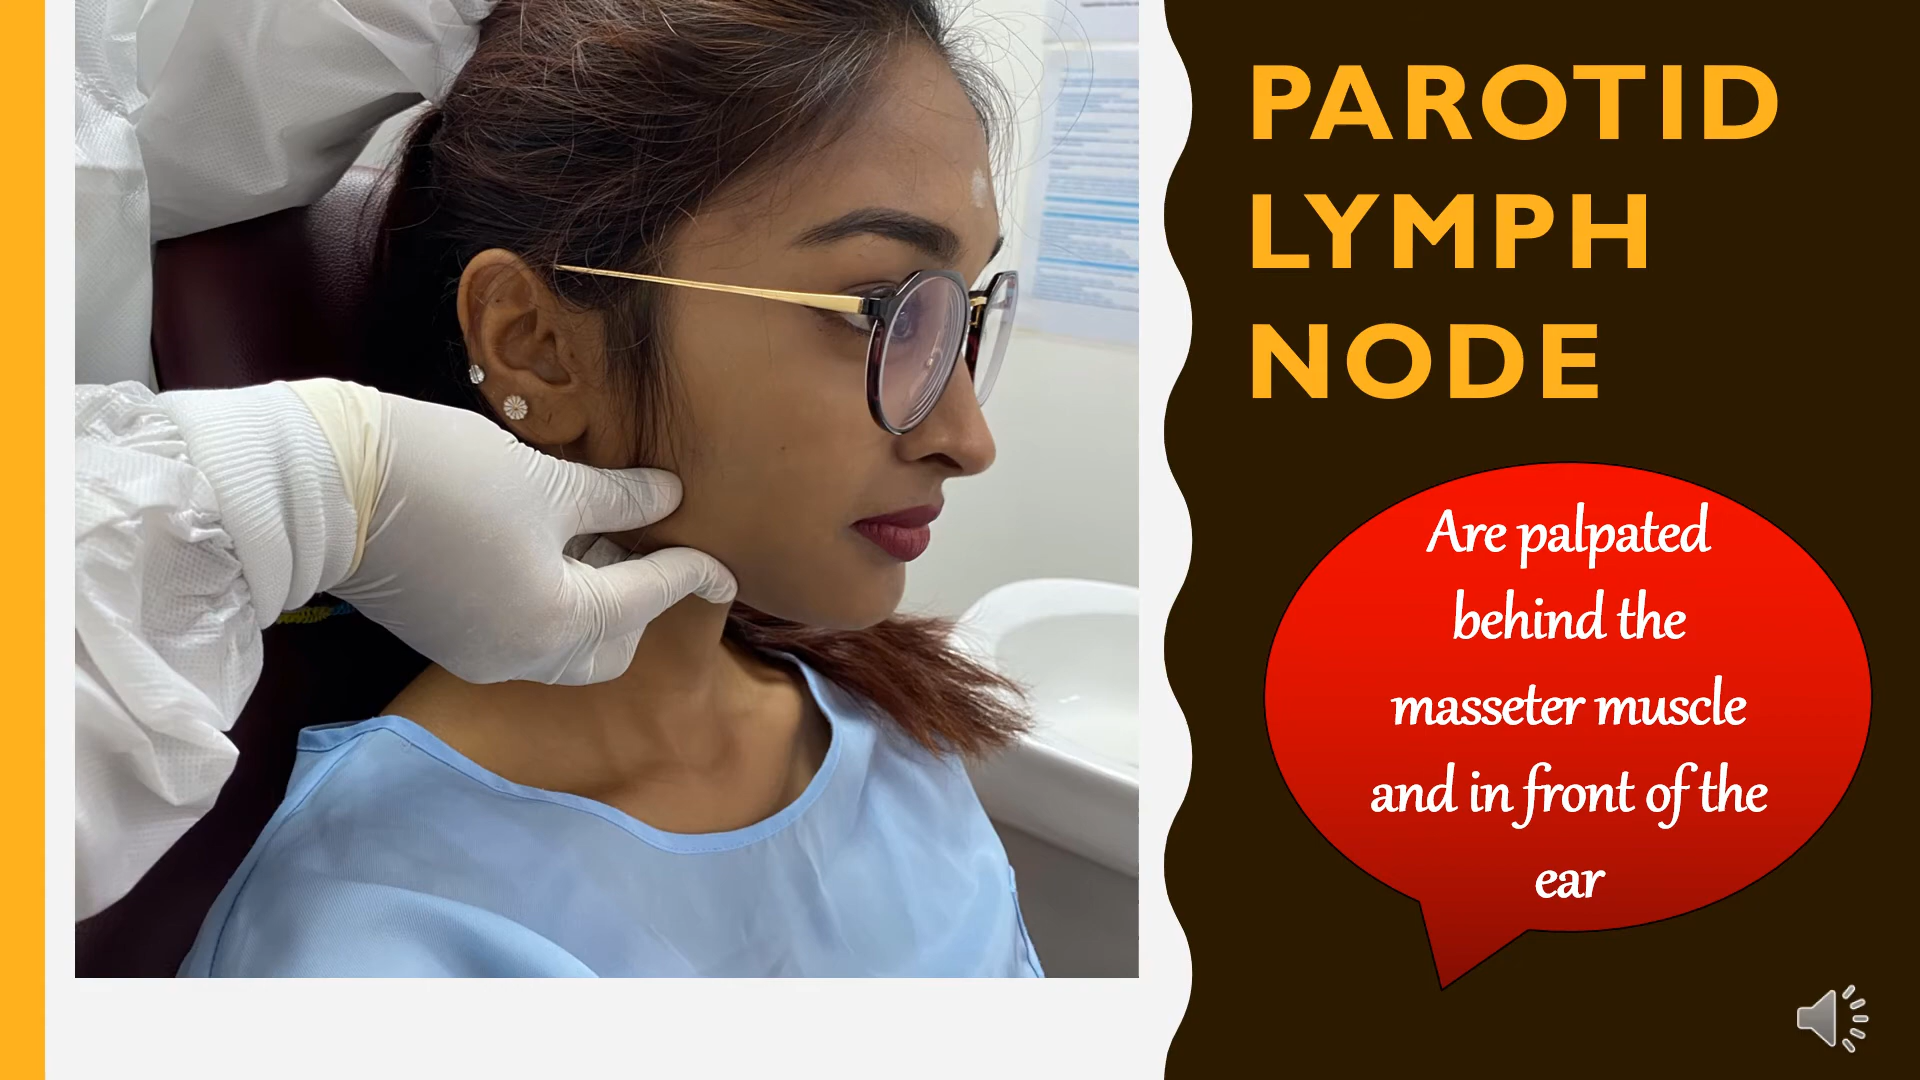 PAROTID
LYMPH
NODE
Are palpated
behind the
masseter muscle
and in front of the
ear